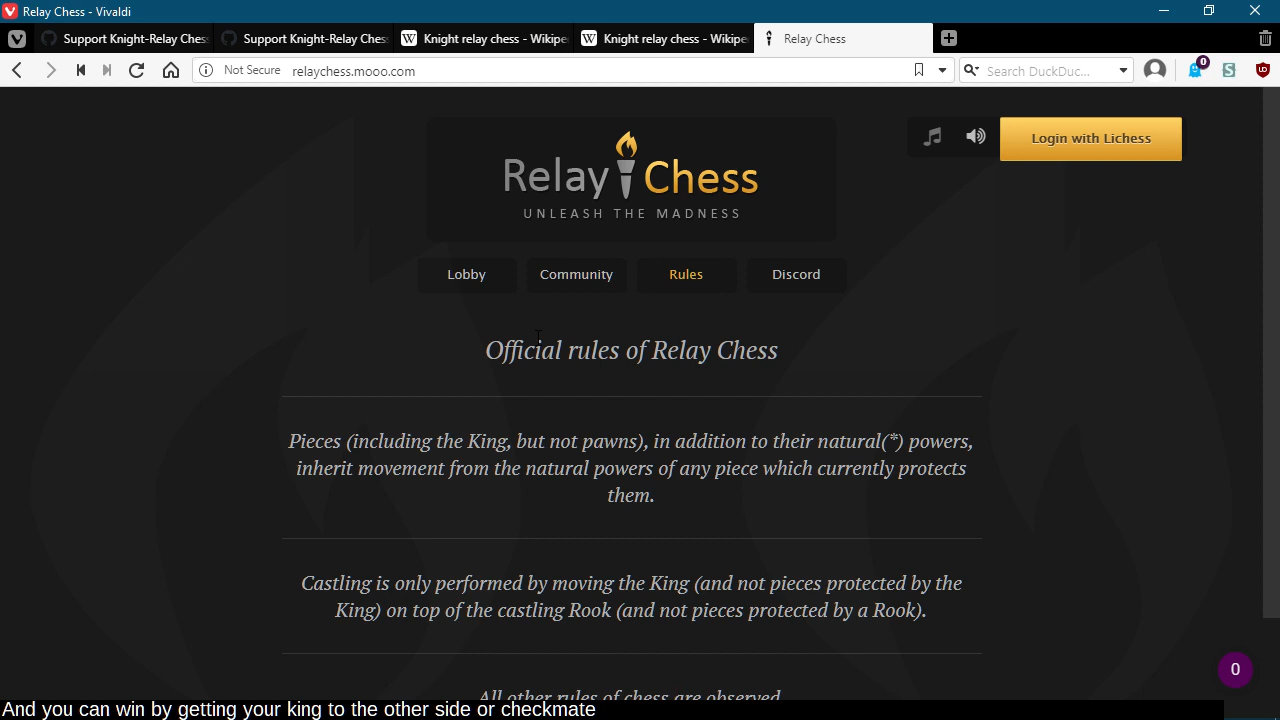 Relay Chess - Vivaldi
Support Knight-Relay Ches
Support Knight-Relay Ches
Knight relay chess - Wikipe
Knight relay chess - Wikipe
Relay Chess
Not Secure
relaychess.mooo.com
Search DuckDuc...
0
Relay Chess
UNLEASH THE MADNESS
Login with Lichess
Lobby
Community
Rules
Discord
Official rules of Relay Chess
Pieces (including the King, but not pawns), in addition to their natural(*) powers,
inherit movement from the natural powers of any piece which currently protects
them.
Castling is only performed by moving the King (and not pieces protected by the
King) on top of the castling Rook (and not pieces protected by a Rook).
All other rules of chess are observed
0
And you can win by getting your king to the other side or checkmate